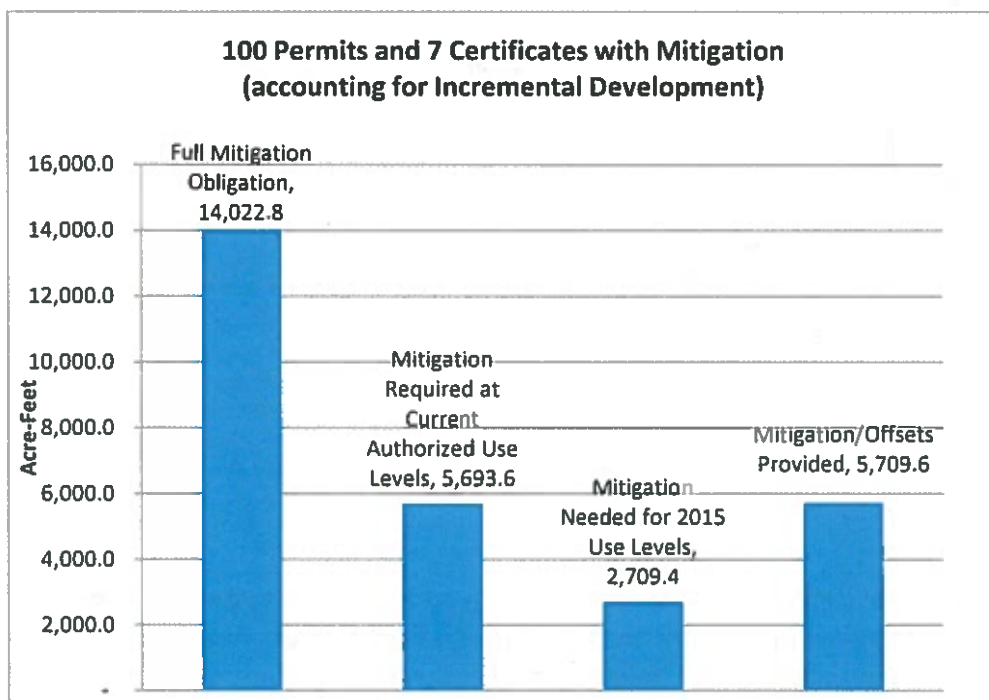 100 Permits and 7 Certificates with Mitigation
(accounting for Incremental Development)
Acre-Feet
16,000.0
14,000.0
12,000.0
10,000.0
8,000.0
6,000.0
4,000.0
2,000.0
-
Full Mitigation
Obligation,
14,022.8
Mitigation
Required at
Current
Authorized Use
Levels, 5,693.6
Mitigation
Needed for 2015
Use Levels,
2,709.4
Mitigation/Offsets
Provided, 5,709.6